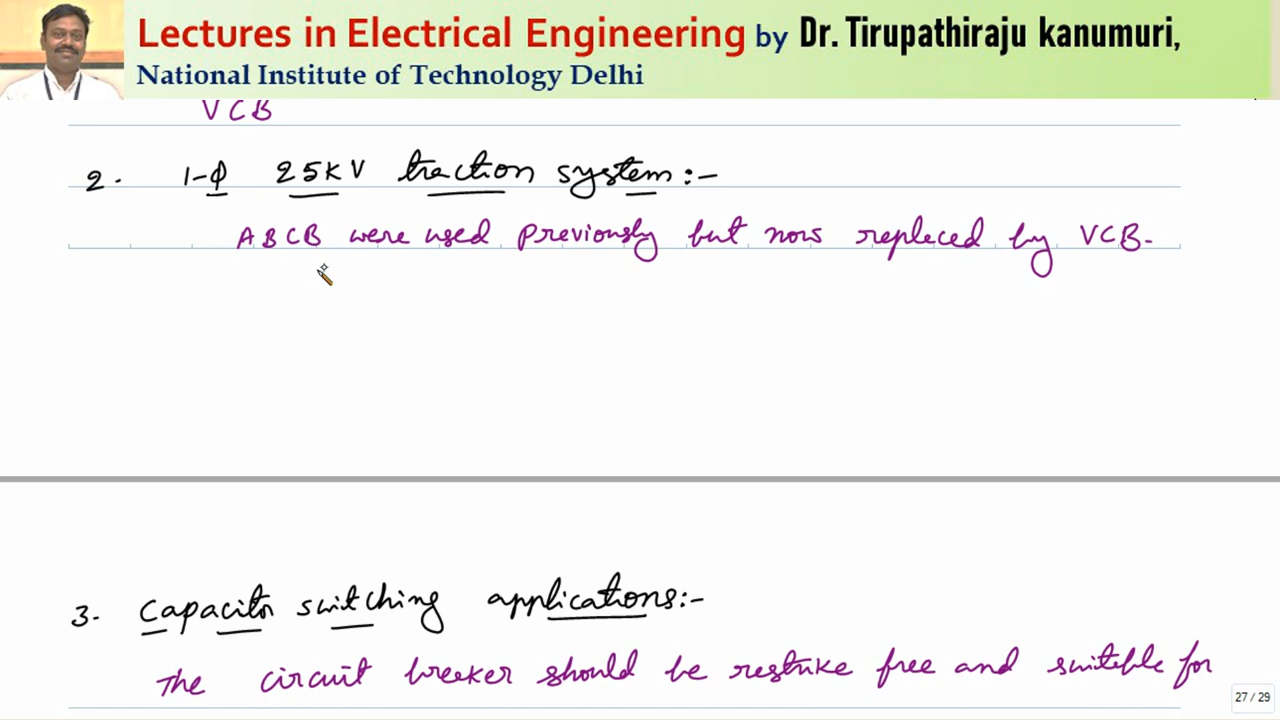 Lectures in Electrical Engineering by Dr. Tirupathiraju kanumuri,
National Institute of Technology Delhi
VCB
2. 1-ϕ 25kV traction system:-
ABCB were used previously but now replaced by VCB.
3. Capacitor switching applications:-
The circuit breaker should be restrike free and suitable for
27 / 29